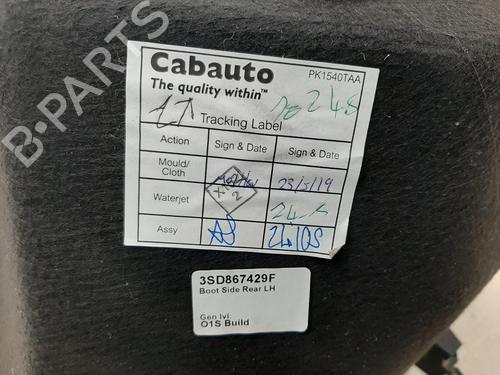 B-PARTS
Cabauto
PK1540TAA
The quality within™
Tracking Label
Action Sign & Date Sign & Date
Mould/
Cloth 23/5/19
Waterjet
Assy
3SD867429F
Boot Side Rear LH
Gen lvl:
O1S Build